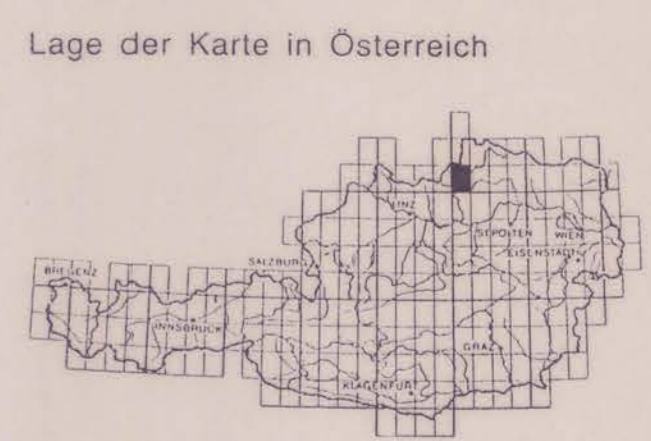 Lage der Karte in Österreich
LINZ
ST.PÖLTEN WIEN
EISENSTADT
SALZBURG
BREGENZ
INNSBRUCK
GRAZ
KLAGENFURT